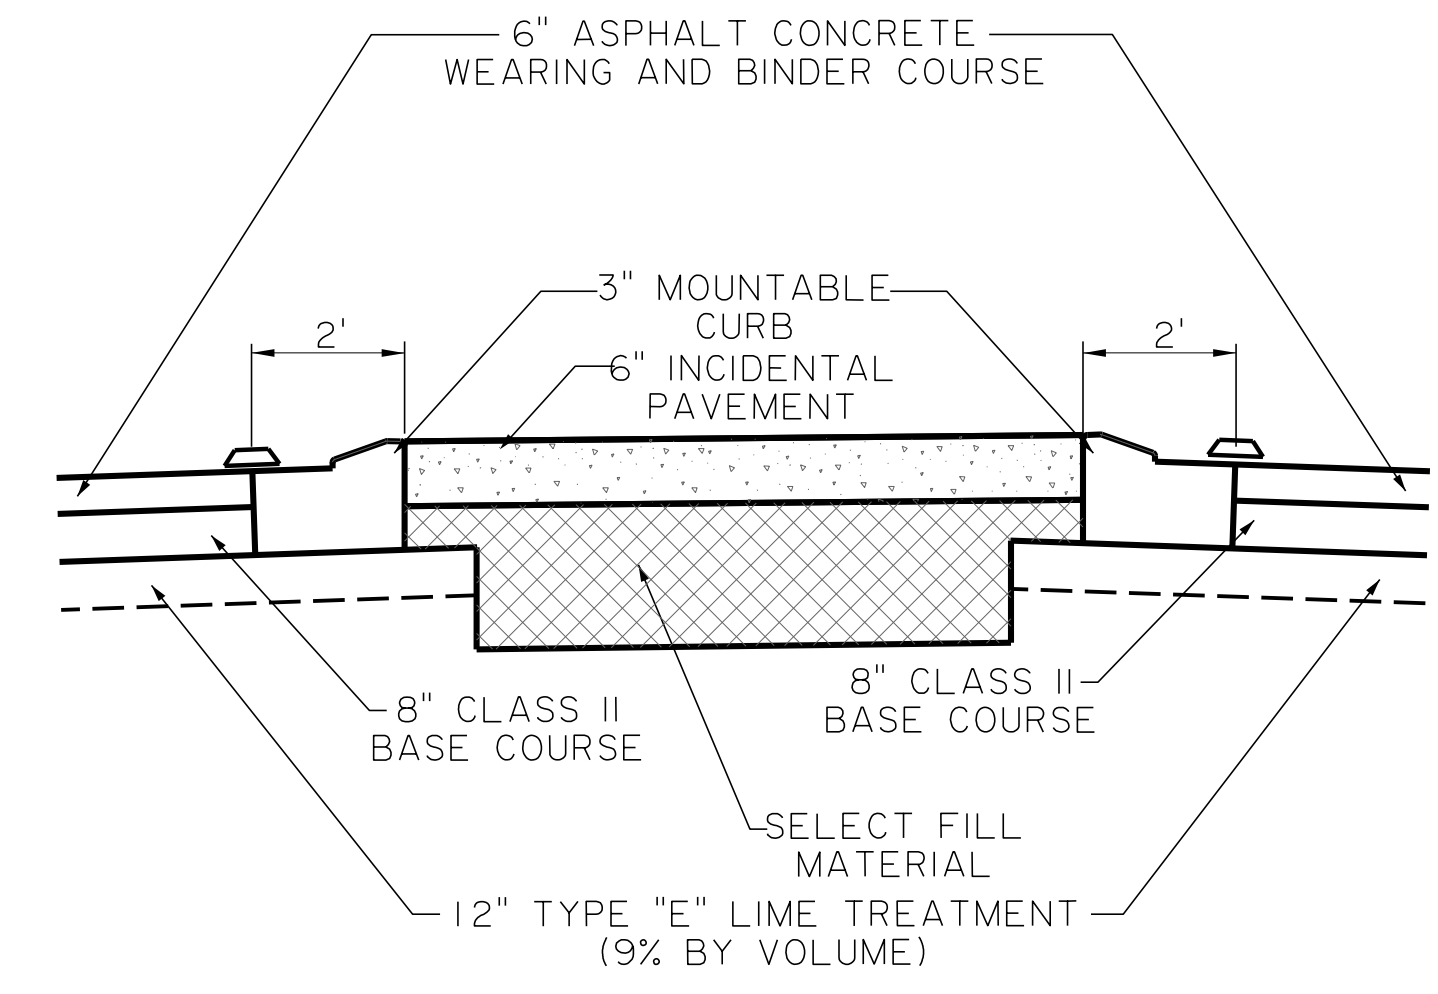 6" ASPHALT CONCRETE
WEARING AND BINDER COURSE
3" MOUNTABLE
CURB
2'
2'
6" INCIDENTAL
PAVEMENT
8" CLASS II
BASE COURSE
8" CLASS II
BASE COURSE
SELECT FILL
MATERIAL
12" TYPE "E" LIME TREATMENT
(9% BY VOLUME)